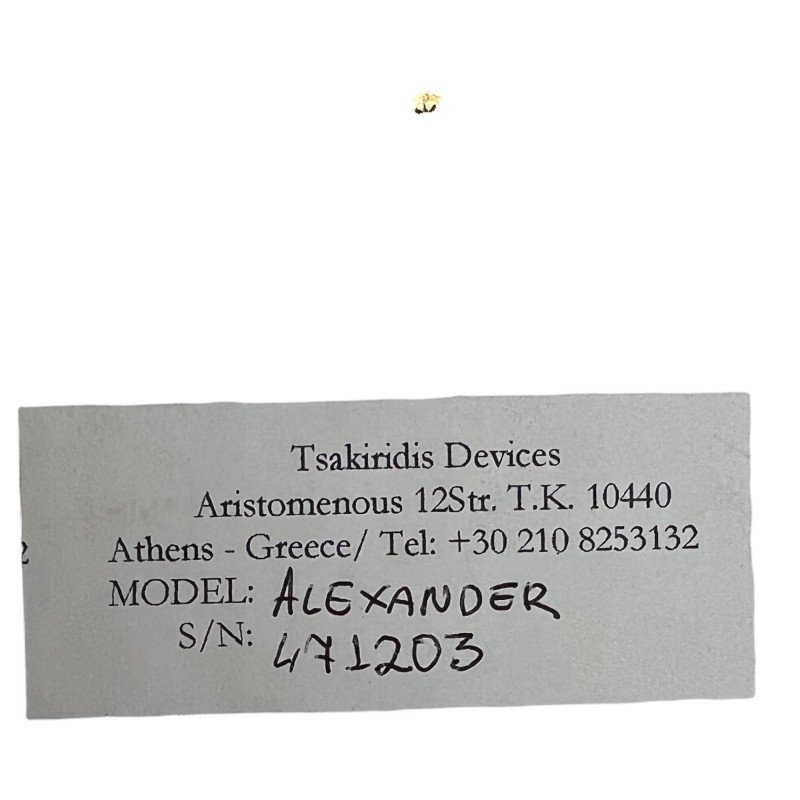 Tsakiridis Devices
Aristomenous 12Str. T.K. 10440
Athens - Greece/ Tel: +30 210 8253132
MODEL: ALEXANDER
S/N: 471203